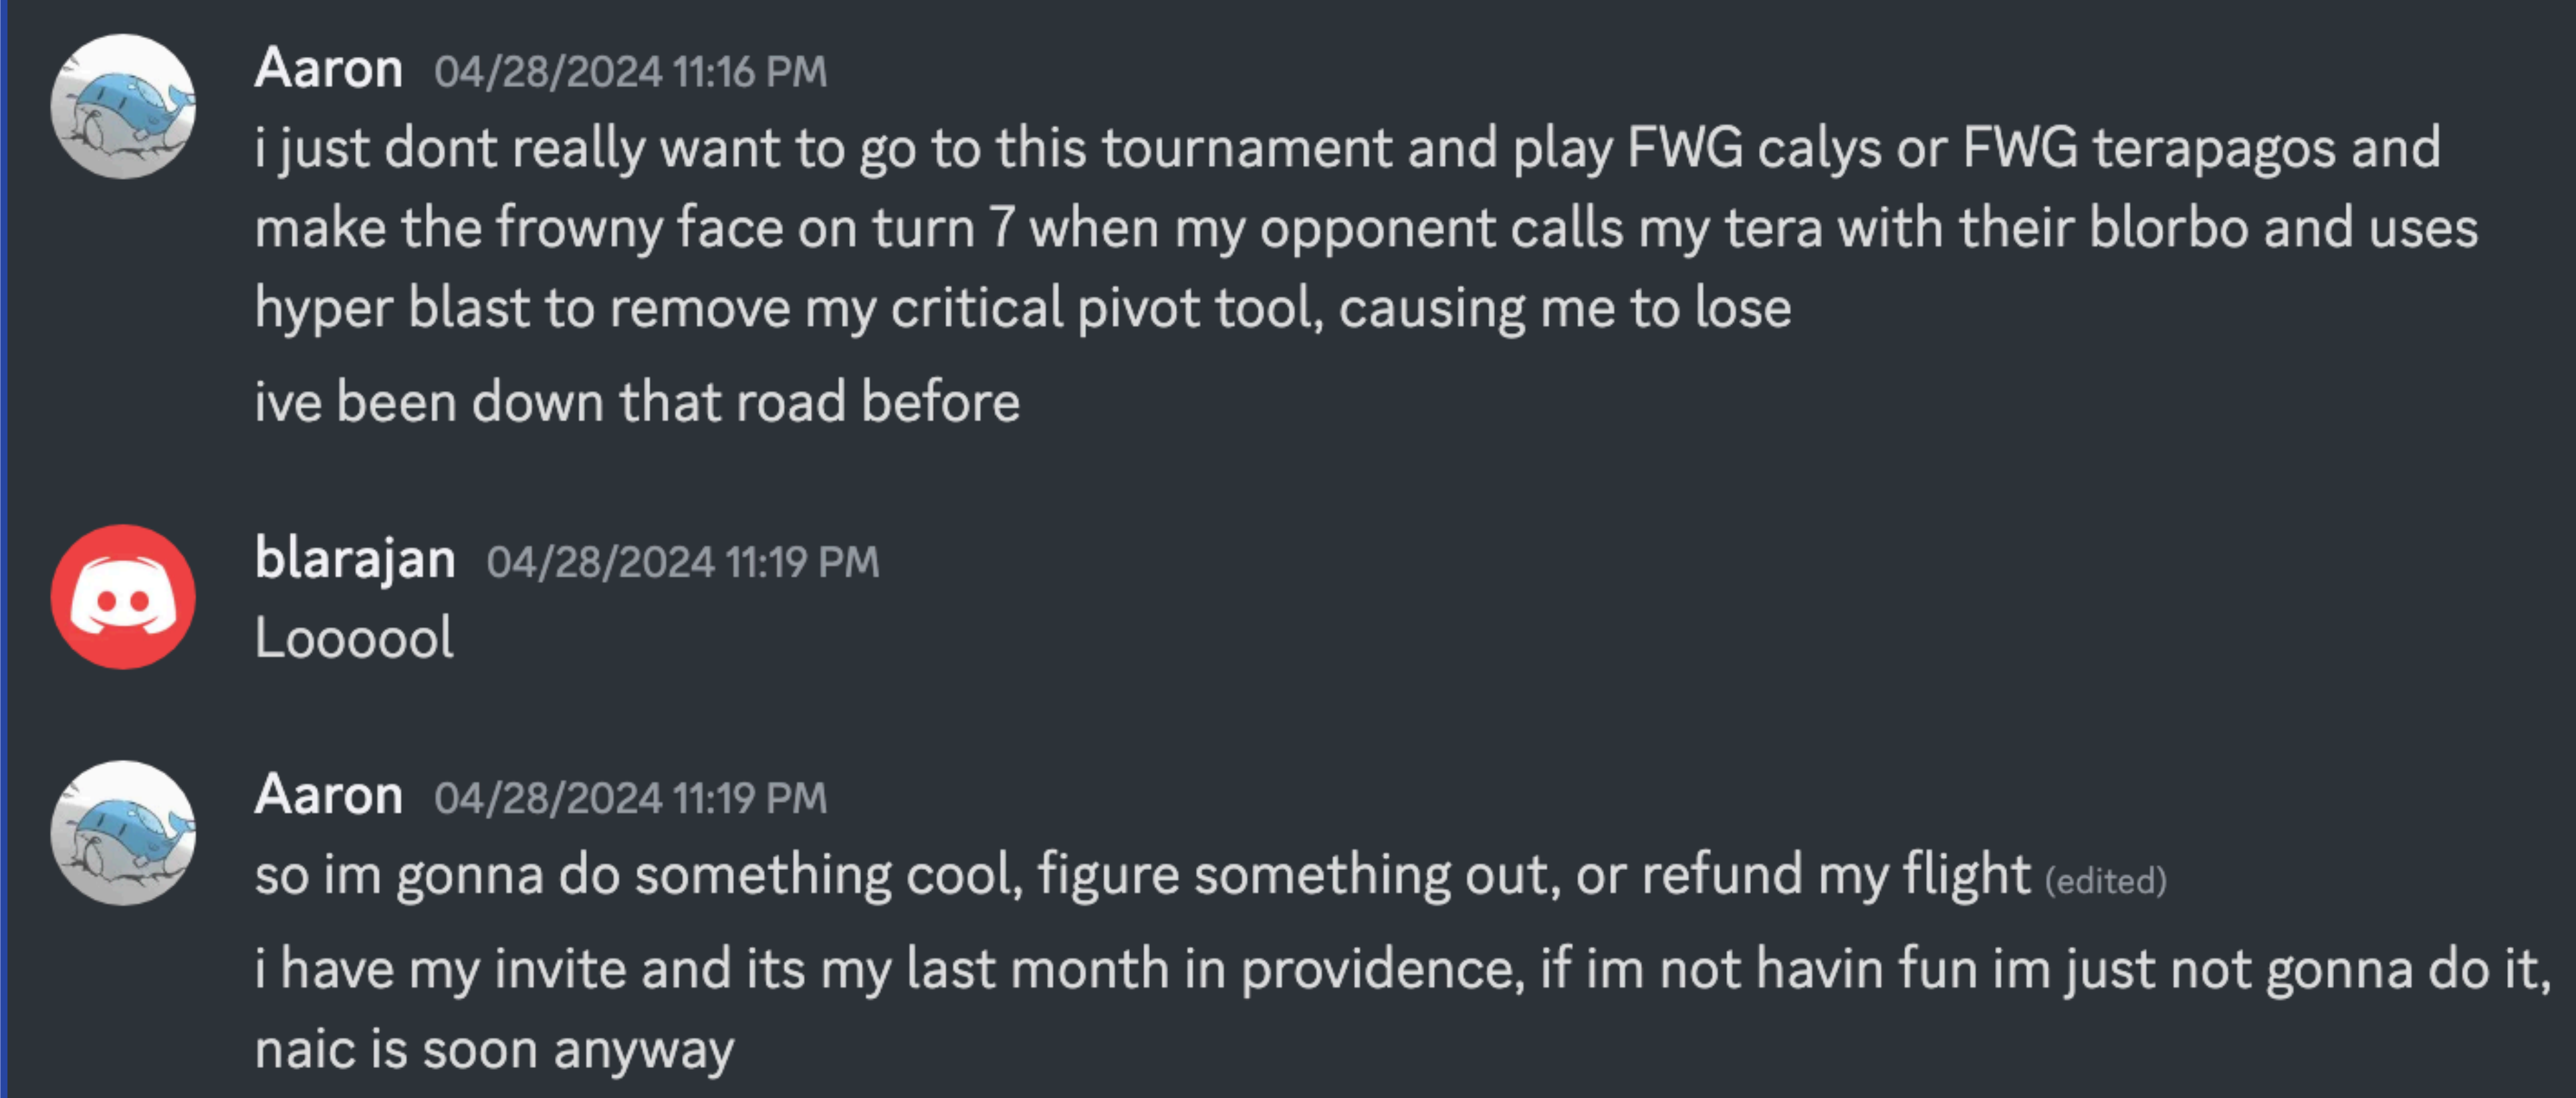 Aaron 04/28/2024 11:16 PM
i just dont really want to go to this tournament and play FWG calys or FWG terapagos and
make the frowny face on turn 7 when my opponent calls my tera with their blorbo and uses
hyper blast to remove my critical pivot tool, causing me to lose
ive been down that road before
blarajan 04/28/2024 11:19 PM
Loooool
Aaron 04/28/2024 11:19 PM
so im gonna do something cool, figure something out, or refund my flight (edited)
i have my invite and its my last month in providence, if im not havin fun im just not gonna do it,
naic is soon anyway